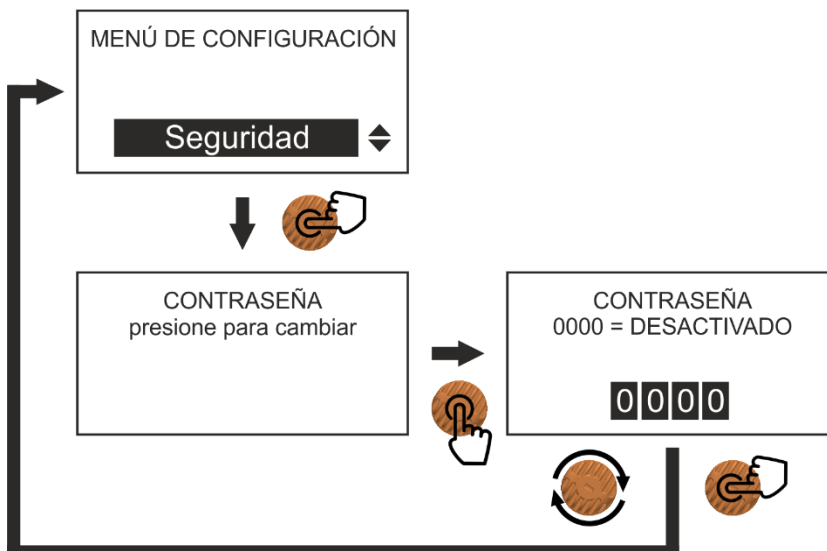 MENÚ DE CONFIGURACIÓN
Seguridad
CONTRASEÑA
presione para cambiar
CONTRASEÑA
0000 = DESACTIVADO
0000